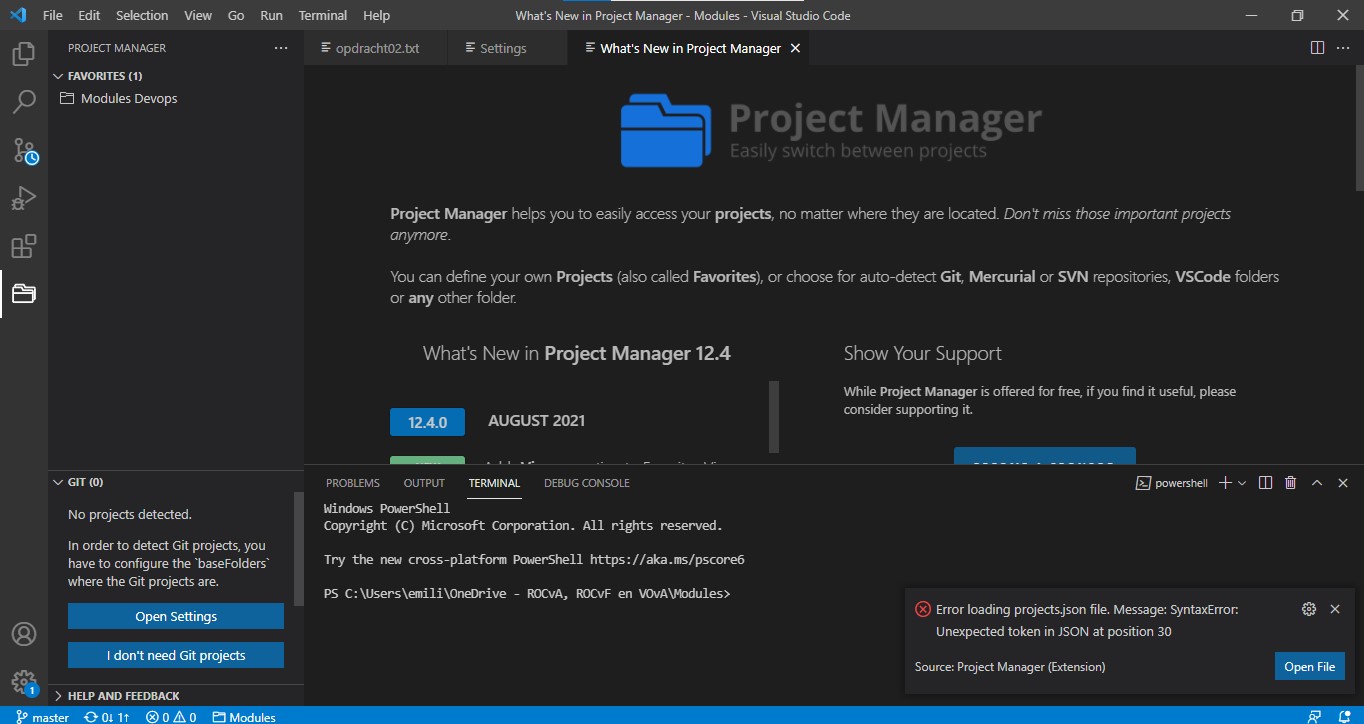 File Edit Selection View Go Run Terminal Help
What's New in Project Manager - Modules - Visual Studio Code
PROJECT MANAGER
FAVORITES (1)
Modules Devops
opdracht02.txt
Settings
What's New in Project Manager
Project Manager
Easily switch between projects
Project Manager helps you to easily access your projects, no matter where they are located. Don't miss those important projects
anymore.
You can define your own Projects (also called Favorites), or choose for auto-detect Git, Mercurial or SVN repositories, VSCode folders
or any other folder.
What's New in Project Manager 12.4
12.4.0 AUGUST 2021
Show Your Support
While Project Manager is offered for free, if you find it useful, please
consider supporting it.
GIT (0)
No projects detected.
In order to detect Git projects, you
have to configure the `baseFolders`
where the Git projects are.
Open Settings
I don't need Git projects
HELP AND FEEDBACK
PROBLEMS OUTPUT TERMINAL DEBUG CONSOLE
powershell
Windows PowerShell
Copyright (C) Microsoft Corporation. All rights reserved.
Try the new cross-platform PowerShell https://aka.ms/pscore6
PS C:\Users\emili\OneDrive - ROCvA, ROCvF en VOvA\Modules>
Error loading projects.json file. Message: SyntaxError:
Unexpected token in JSON at position 30
Source: Project Manager (Extension)
Open File
1
master 0↓ 1↑ 0 0 Modules